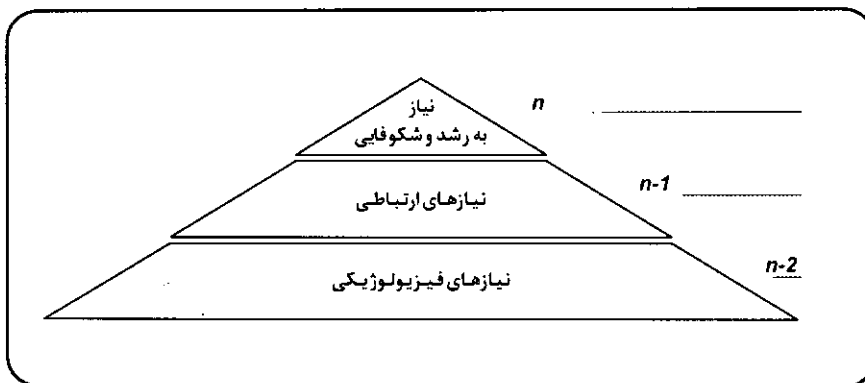 نیاز
به رشد و شکوفایی
n
نیازهای ارتباطی
n-1
نیازهای فیزیولوژیکی
n-2